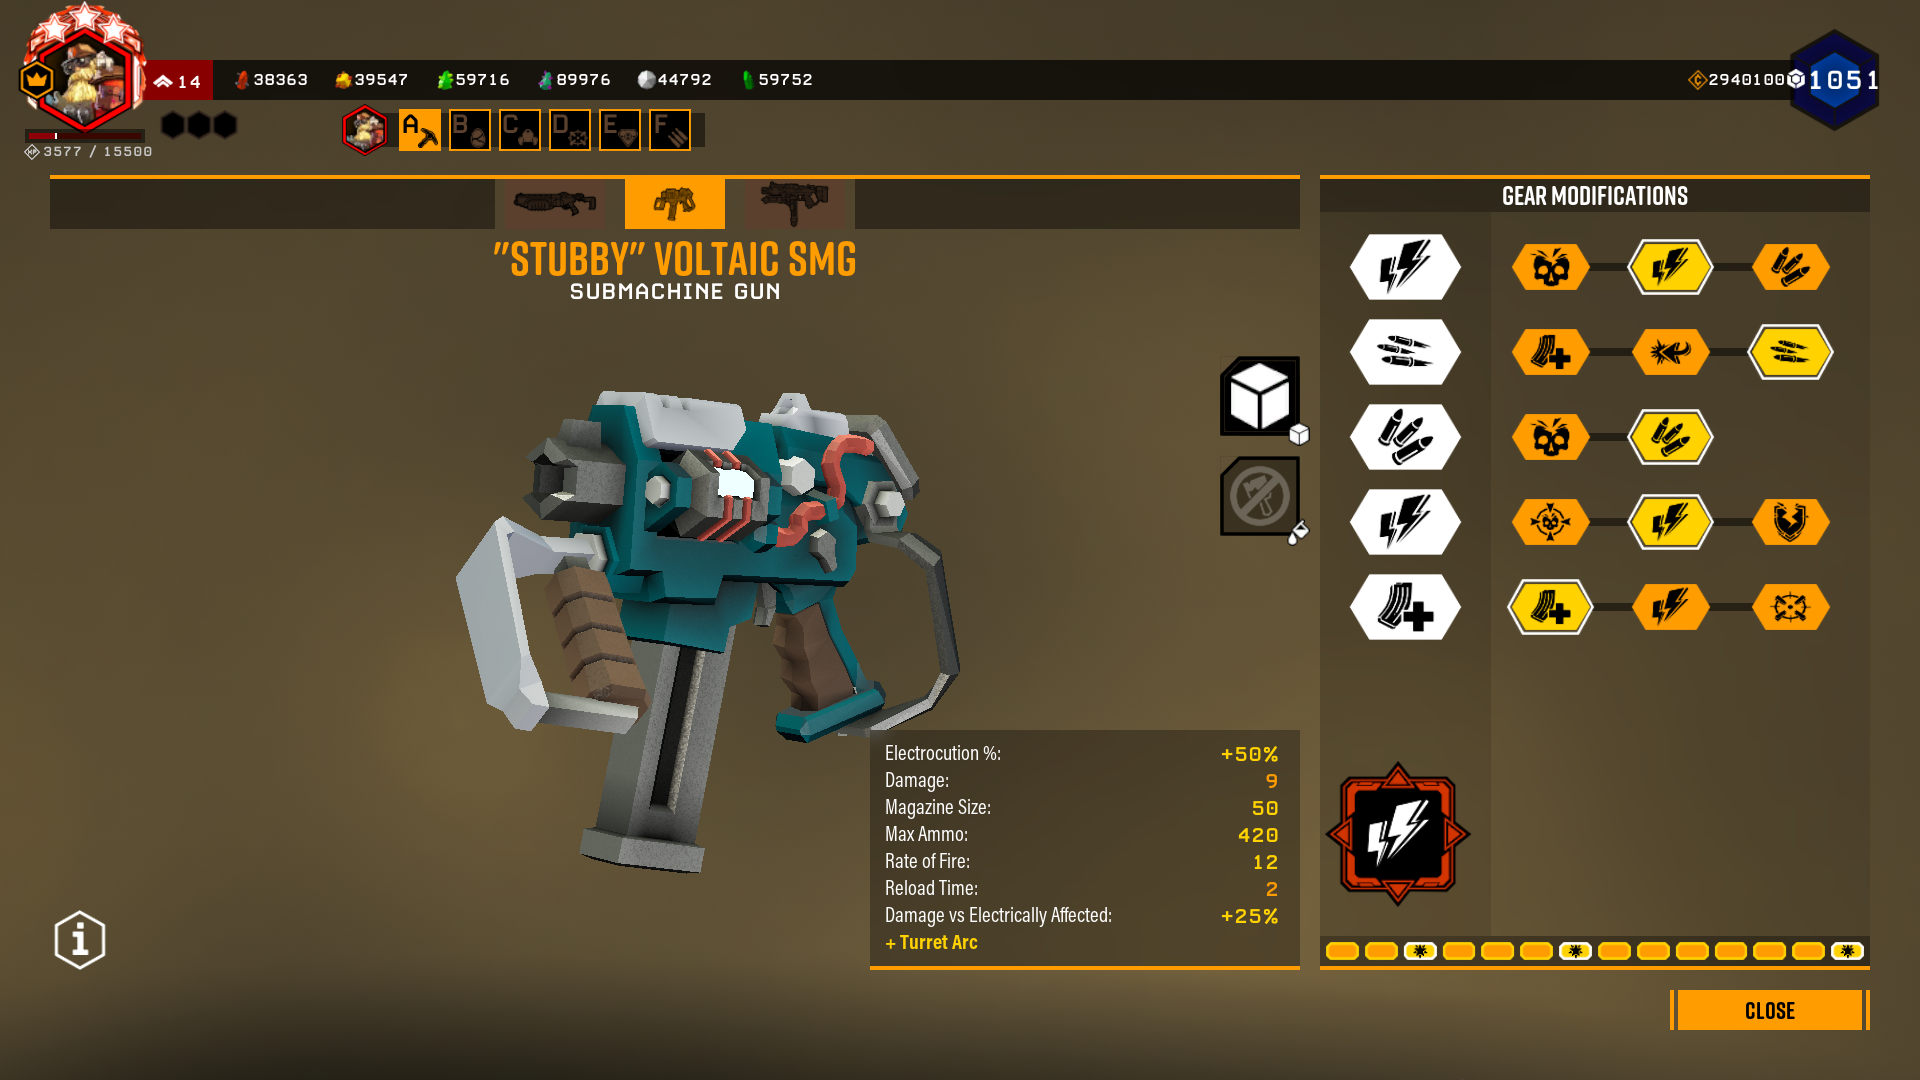 14
38363
39547
59716
89976
44792
59752
2940100
1051
3577 / 15500
A
B
C
D
E
F
GEAR MODIFICATIONS
"STUBBY" VOLTAIC SMG
SUBMACHINE GUN
Electrocution %: +50%
Damage: 9
Magazine Size: 50
Max Ammo: 420
Rate of Fire: 12
Reload Time: 2
Damage vs Electrically Affected: +25%
+ Turret Arc
i
CLOSE